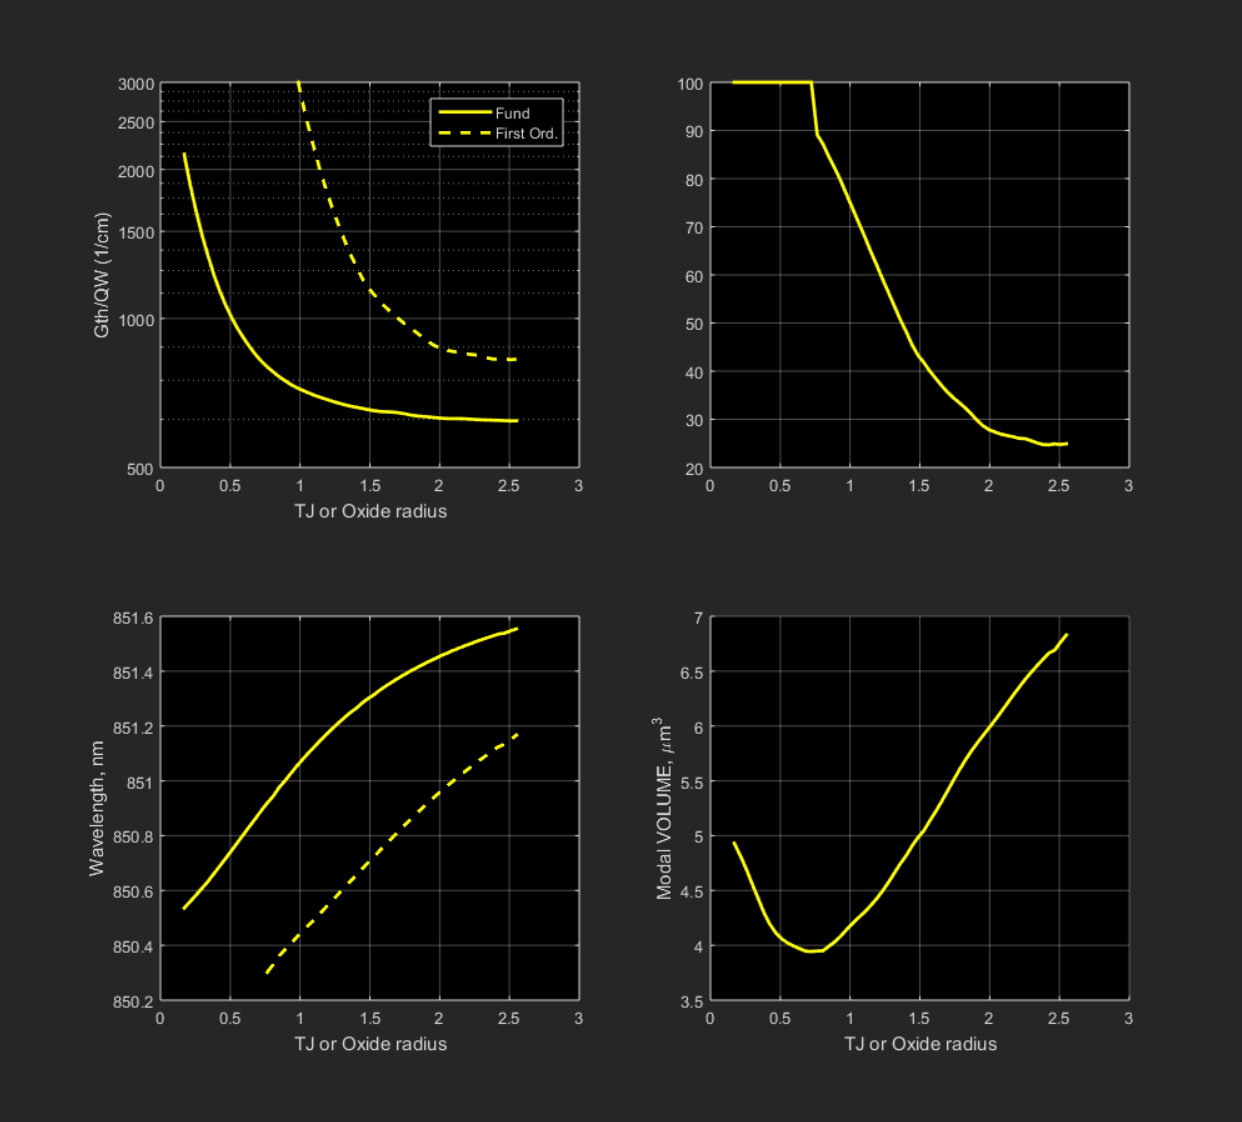 3000
2500
2000
1500
1000
500
Gth/QW (1/cm)
Fund
First Ord.
0 0.5 1 1.5 2 2.5 3
TJ or Oxide radius
100
90
80
70
60
50
40
30
20
0 0.5 1 1.5 2 2.5 3
851.6
851.4
851.2
851
850.8
850.6
850.4
850.2
Wavelength, nm
0 0.5 1 1.5 2 2.5 3
TJ or Oxide radius
7
6.5
6
5.5
5
4.5
4
3.5
Modal VOLUME, μm³
0 0.5 1 1.5 2 2.5 3
TJ or Oxide radius